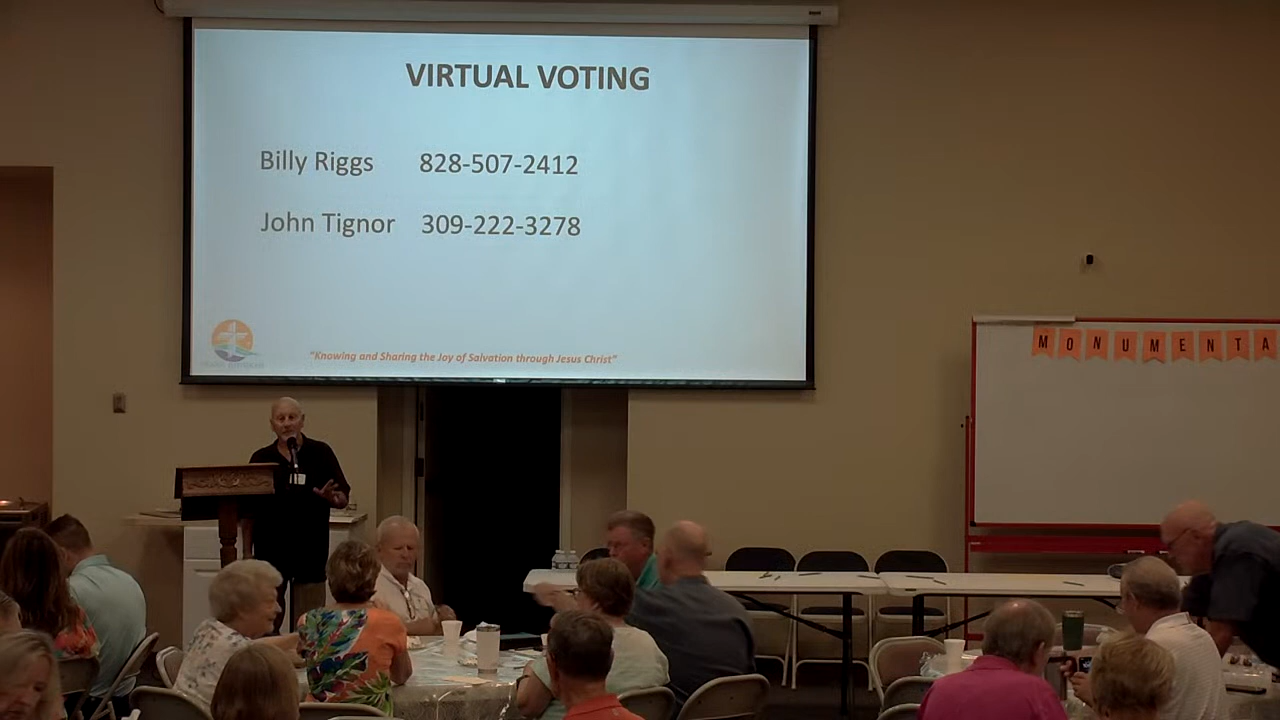 VIRTUAL VOTING
Billy Riggs 828-507-2412
John Tignor 309-222-3278
"Knowing and Sharing the Joy of Salvation through Jesus Christ"
MONUMENTA